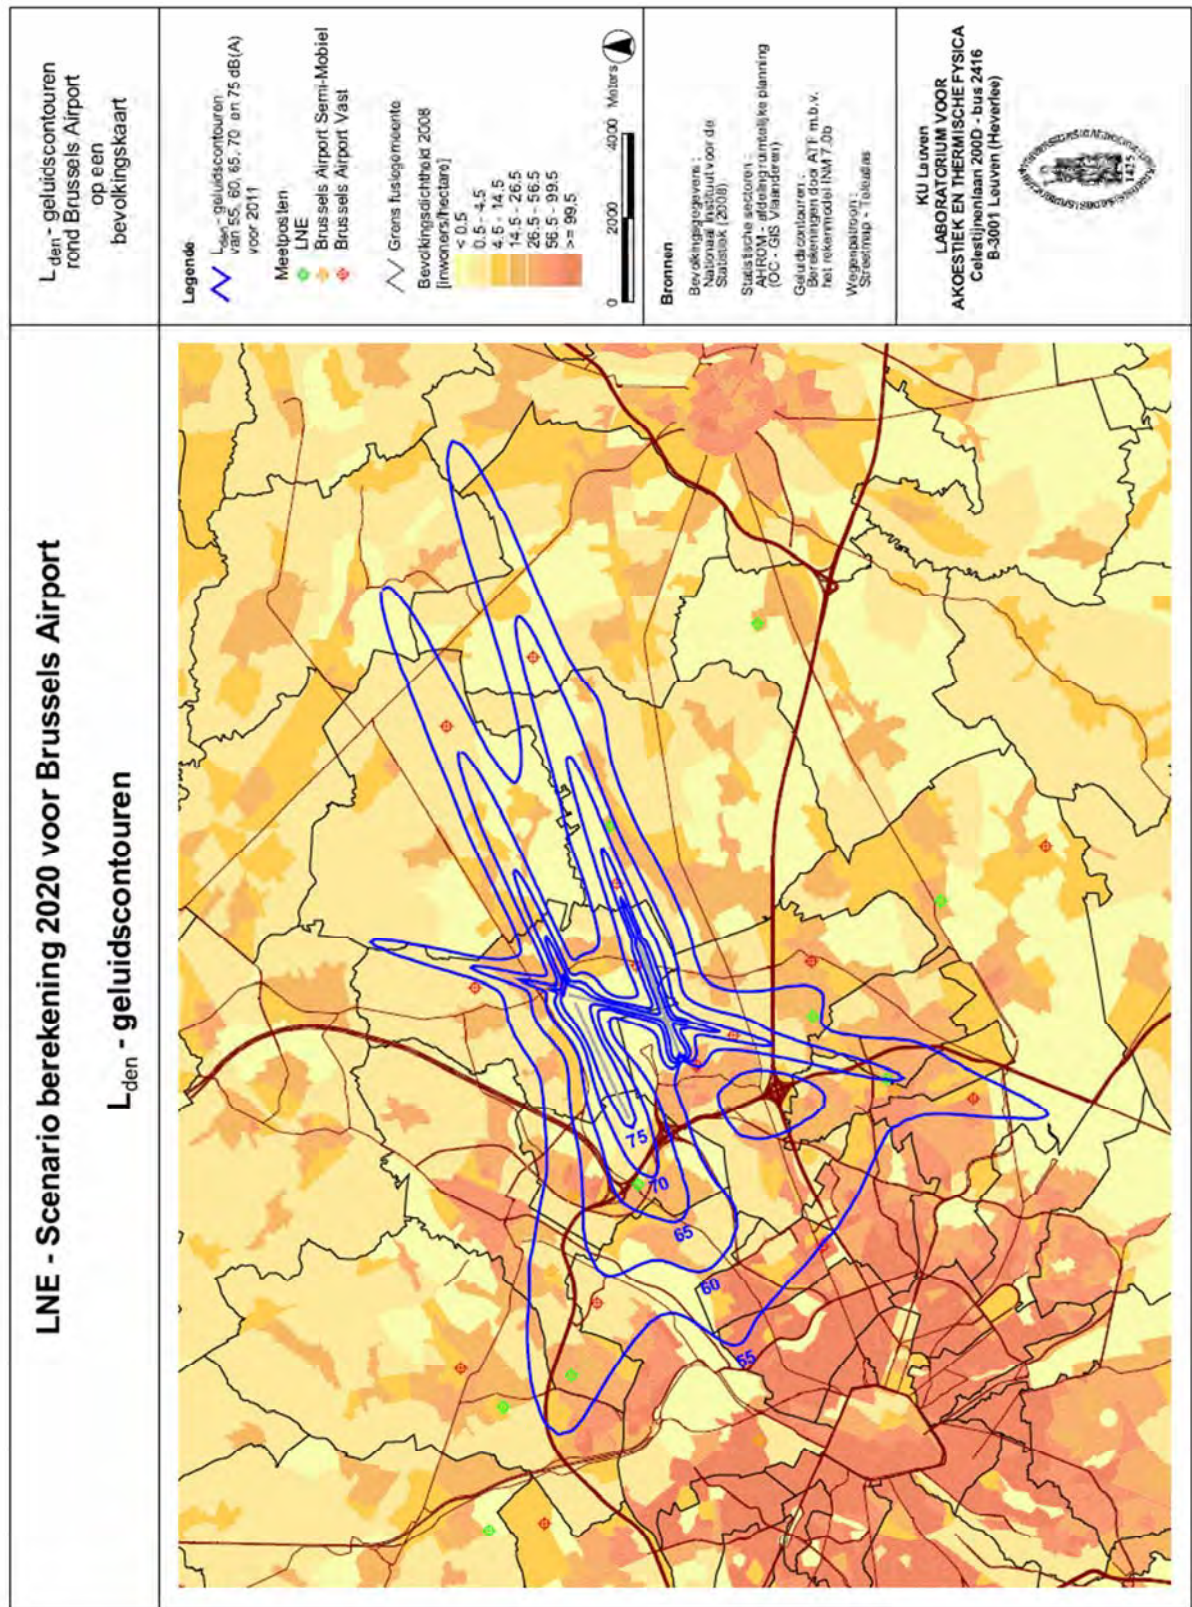 LNE - Scenario berekening 2020 voor Brussels Airport
Lden - geluidscontouren
L den - geluidscontouren
rond Brussels Airport
op een
bevolkingskaart
Legende
Lden - geluidscontouren
van 55, 60, 65, 70 en 75 dB(A)
voor 2011
Meetposten
LNE
Brussels Airport Semi-Mobiel
Brussels Airport Vast
Grens fusiegemeente
Bevolkingsdichtheid 2008
[inwoners/hectare]
< 0.5
0.5 - 4.5
4.5 - 14.5
14.5 - 26.5
26.5 - 56.5
56.5 - 99.5
>= 99.5
0 2000 4000 Meters
Bronnen
Bevolkingsgegevens :
Nationaal Instituut voor de
Statistiek (2008)
Statistische sectoren :
AHROM - afdeling ruimtelijke planning
(OC - GIS Vlaanderen)
Geluidscontouren :
Berekeningen door ATF m.b.v.
het rekenmodel INM 7.0b
Wegenpatroon :
Streetmap - Teleatlas
KU Leuven
LABORATORIUM VOOR
AKOESTIEK EN THERMISCHE FYSICA
Celestijnenlaan 200D - bus 2416
B-3001 Leuven (Heverlee)
1425
75
70
65
60
55